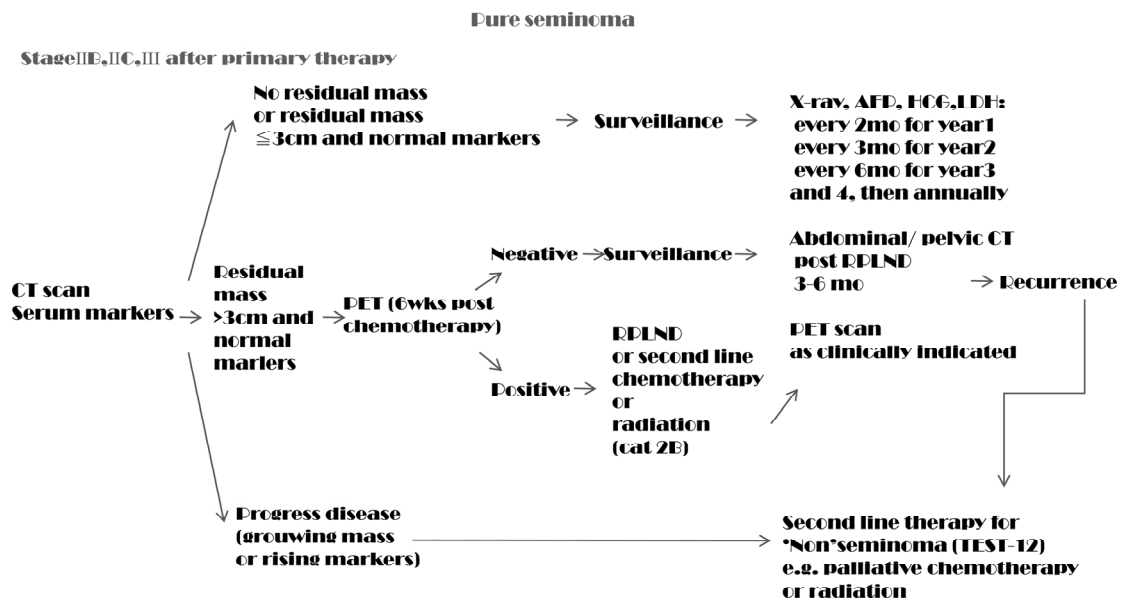 Pure seminoma
StageⅡB,ⅡC,Ⅲ after primary therapy
No residual mass
or residual mass
≦3cm and normal markers
Surveillance
X-ray, AFP, HCG,LDH:
every 2mo for year1
every 3mo for year2
every 6mo for year3
and 4, then annually
CT scan
Serum markers
Residual
mass
>3cm and
normal
marlers
PET (6wks post
chemotherapy)
Negative
Surveillance
Abdominal/ pelvic CT
post RPLND
3-6 mo
Recurrence
Positive
RPLND
or second line
chemotherapy
or
radiation
(cat 2B)
PET scan
as clinically indicated
Progress disease
(grouwing mass
or rising markers)
Second line therapy for
'Non'seminoma (TEST-12)
e.g. palliative chemotherapy
or radiation